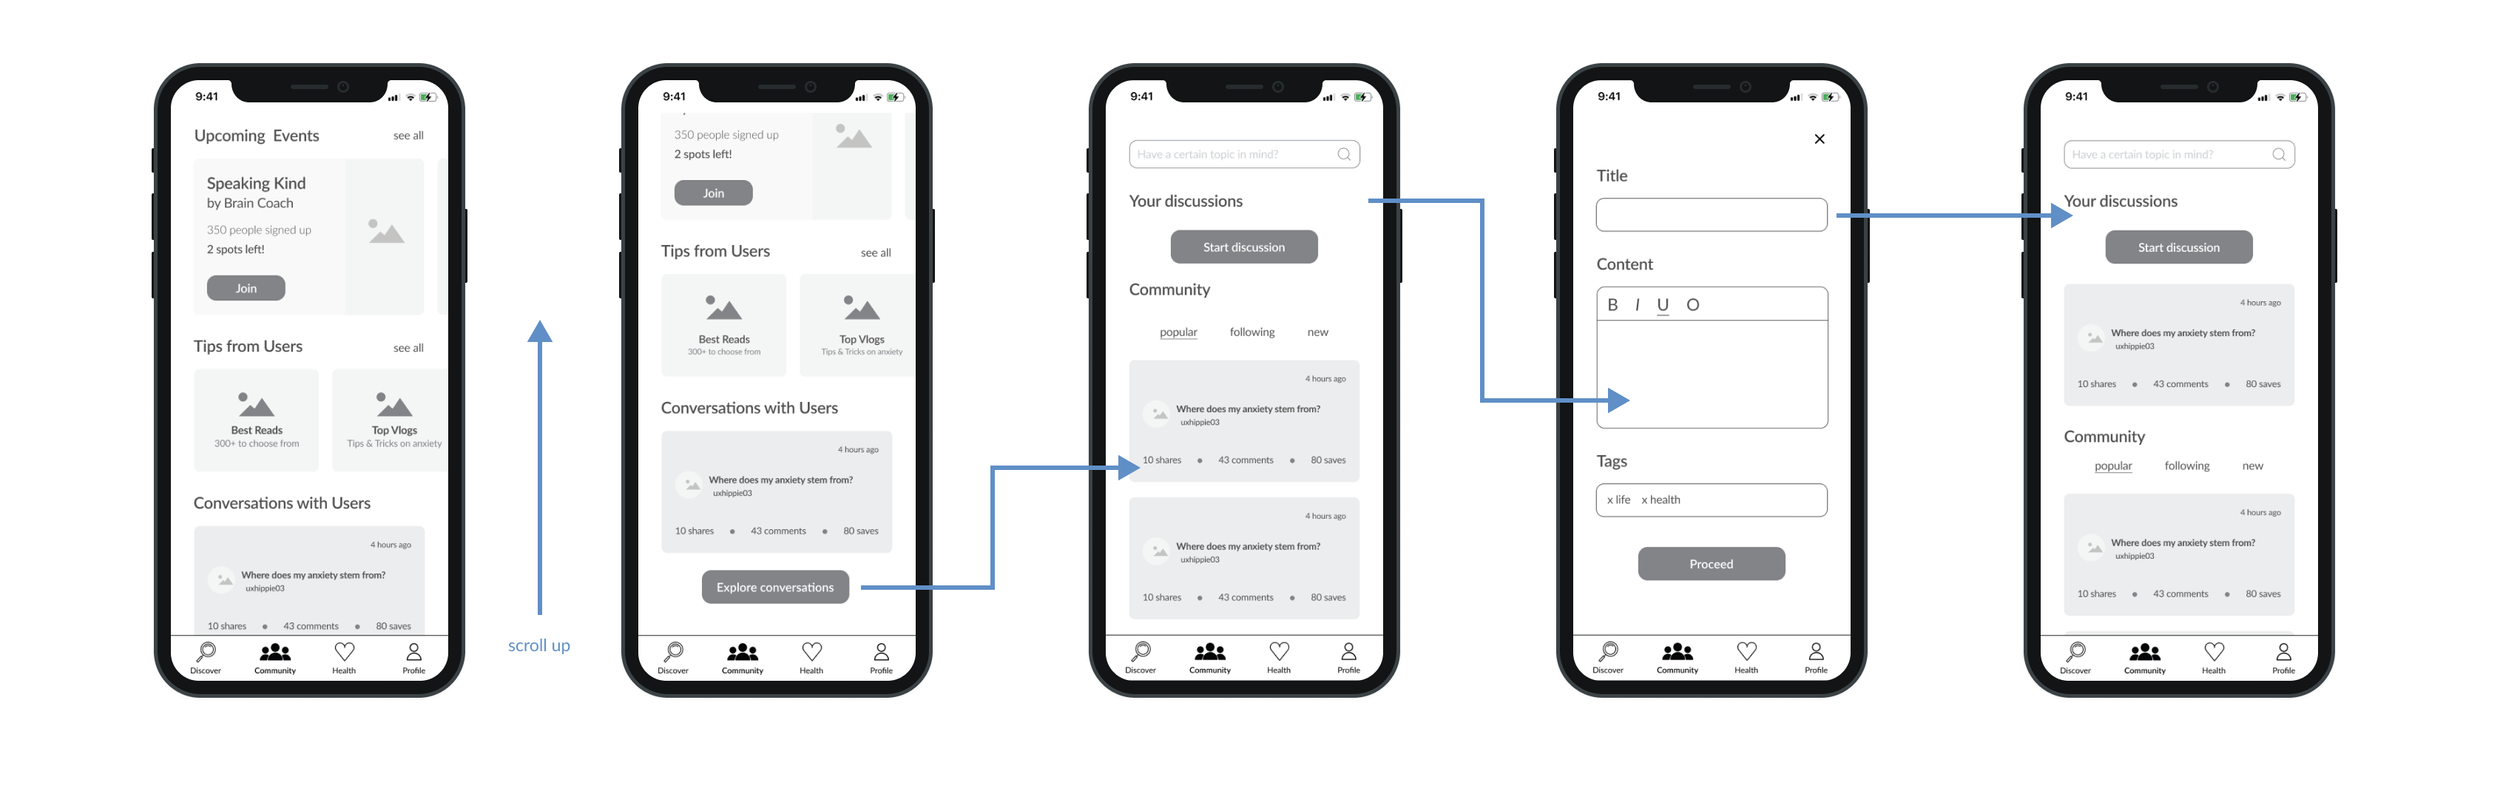 9:41
Upcoming Events
see all
Speaking Kind
by Brain Coach
350 people signed up
2 spots left!
Join
Tips from Users
see all
Best Reads
300+ to choose from
Top Vlogs
Tips & Tricks on anxiety
Conversations with Users
4 hours ago
Where does my anxiety stem from?
uxhippie03
10 shares • 43 comments • 80 saves
Discover Community Health Profile
scroll up
9:41
350 people signed up
2 spots left!
Join
Tips from Users
see all
Best Reads
300+ to choose from
Top Vlogs
Tips & Tricks on anxiety
Conversations with Users
4 hours ago
Where does my anxiety stem from?
uxhippie03
10 shares • 43 comments • 80 saves
Explore conversations
Discover Community Health Profile
9:41
Have a certain topic in mind?
Your discussions
Start discussion
Community
popular following new
4 hours ago
Where does my anxiety stem from?
uxhippie03
10 shares • 43 comments • 80 saves
4 hours ago
Where does my anxiety stem from?
uxhippie03
10 shares • 43 comments • 80 saves
Discover Community Health Profile
9:41
×
Title
Content
B I U O
Tags
x life x health
Proceed
Discover Community Health Profile
9:41
Have a certain topic in mind?
Your discussions
Start discussion
4 hours ago
Where does my anxiety stem from?
uxhippie03
10 shares • 43 comments • 80 saves
Community
popular following new
4 hours ago
Where does my anxiety stem from?
uxhippie03
10 shares • 43 comments • 80 saves
Discover Community Health Profile